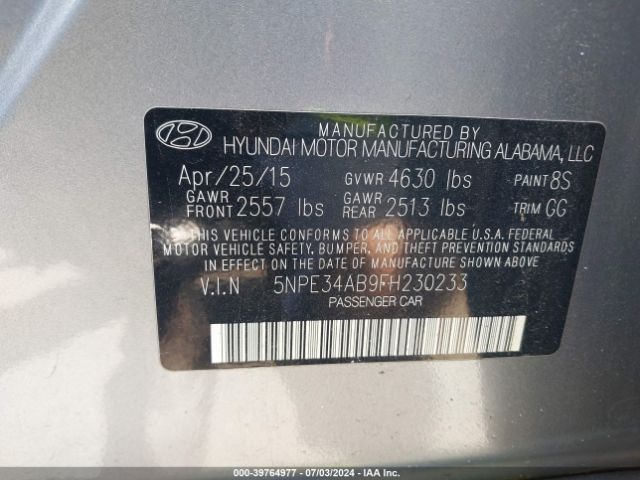 MANUFACTURED BY
HYUNDAI MOTOR MANUFACTURING ALABAMA, LLC
Apr/25/15 GVWR 4630 lbs PAINT 8S
GAWR FRONT 2557 lbs GAWR REAR 2513 lbs TRIM GG
THIS VEHICLE CONFORMS TO ALL APPLICABLE U.S.A. FEDERAL
MOTOR VEHICLE SAFETY, BUMPER, AND THEFT PREVENTION STANDARDS
IN EFFECT ON THE DATE OF MANUFACTURE SHOWN ABOVE
V.I.N 5NPE34AB9FH230233
PASSENGER CAR
000-39764977 - 07/03/2024 - IAA Inc.